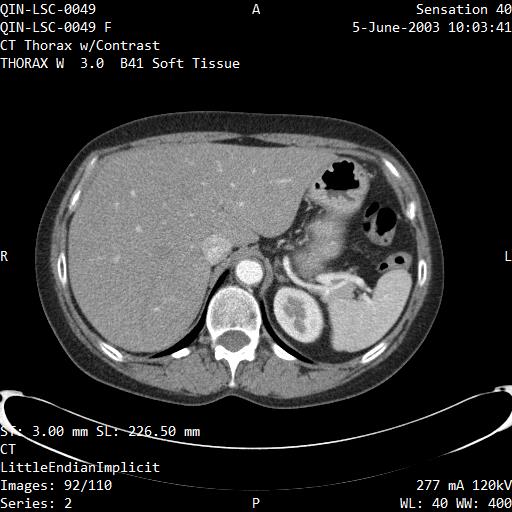 QIN-LSC-0049
A
Sensation 40
QIN-LSC-0049 F
5-June-2003 10:03:41
CT Thorax w/Contrast
THORAX W  3.0  B41 Soft Tissue
R
L
ST: 3.00 mm SL: 226.50 mm
CT
LittleEndianImplicit
Images: 92/110
277 mA 120kV
Series: 2
P
WL: 40 WW: 400